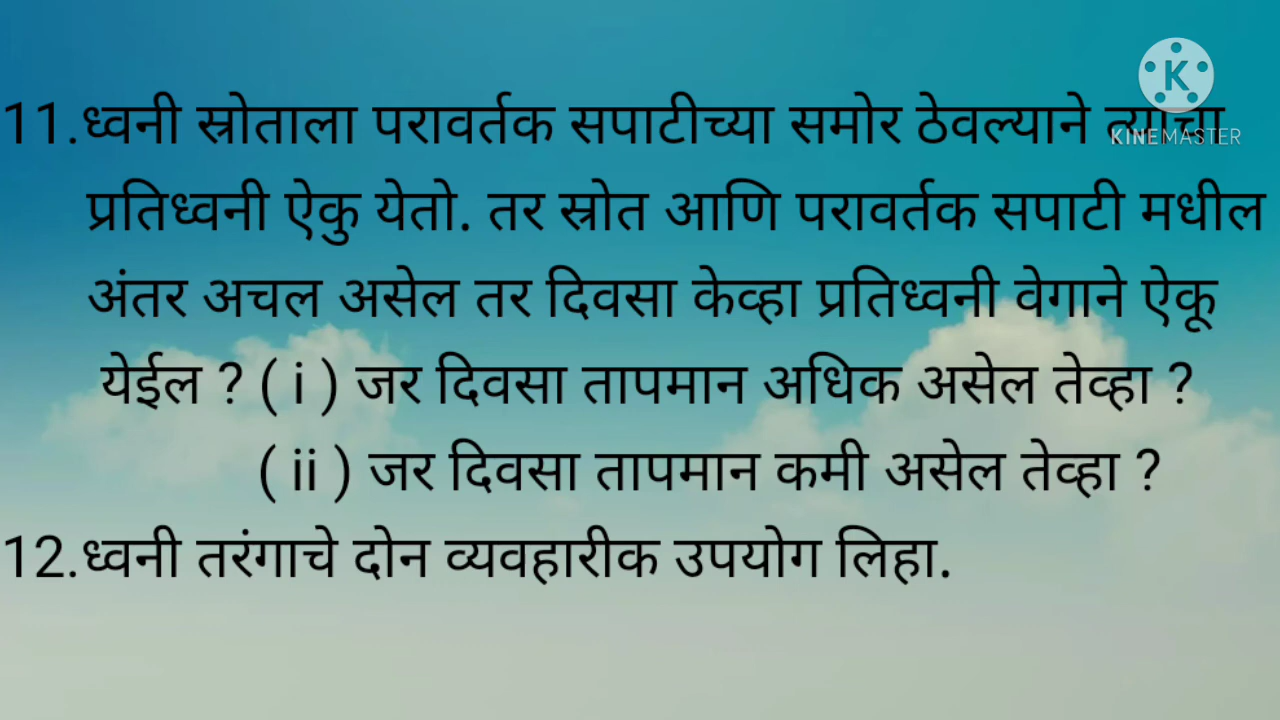 11.ध्वनी स्रोताला परावर्तक सपाटीच्या समोर ठेवल्याने त्याचा
प्रतिध्वनी ऐकु येतो. तर स्रोत आणि परावर्तक सपाटी मधील
अंतर अचल असेल तर दिवसा केव्हा प्रतिध्वनी वेगाने ऐकू
येईल ? ( i ) जर दिवसा तापमान अधिक असेल तेव्हा ?
( ii ) जर दिवसा तापमान कमी असेल तेव्हा ?
12.ध्वनी तरंगाचे दोन व्यवहारीक उपयोग लिहा.
K
KINEMASTER